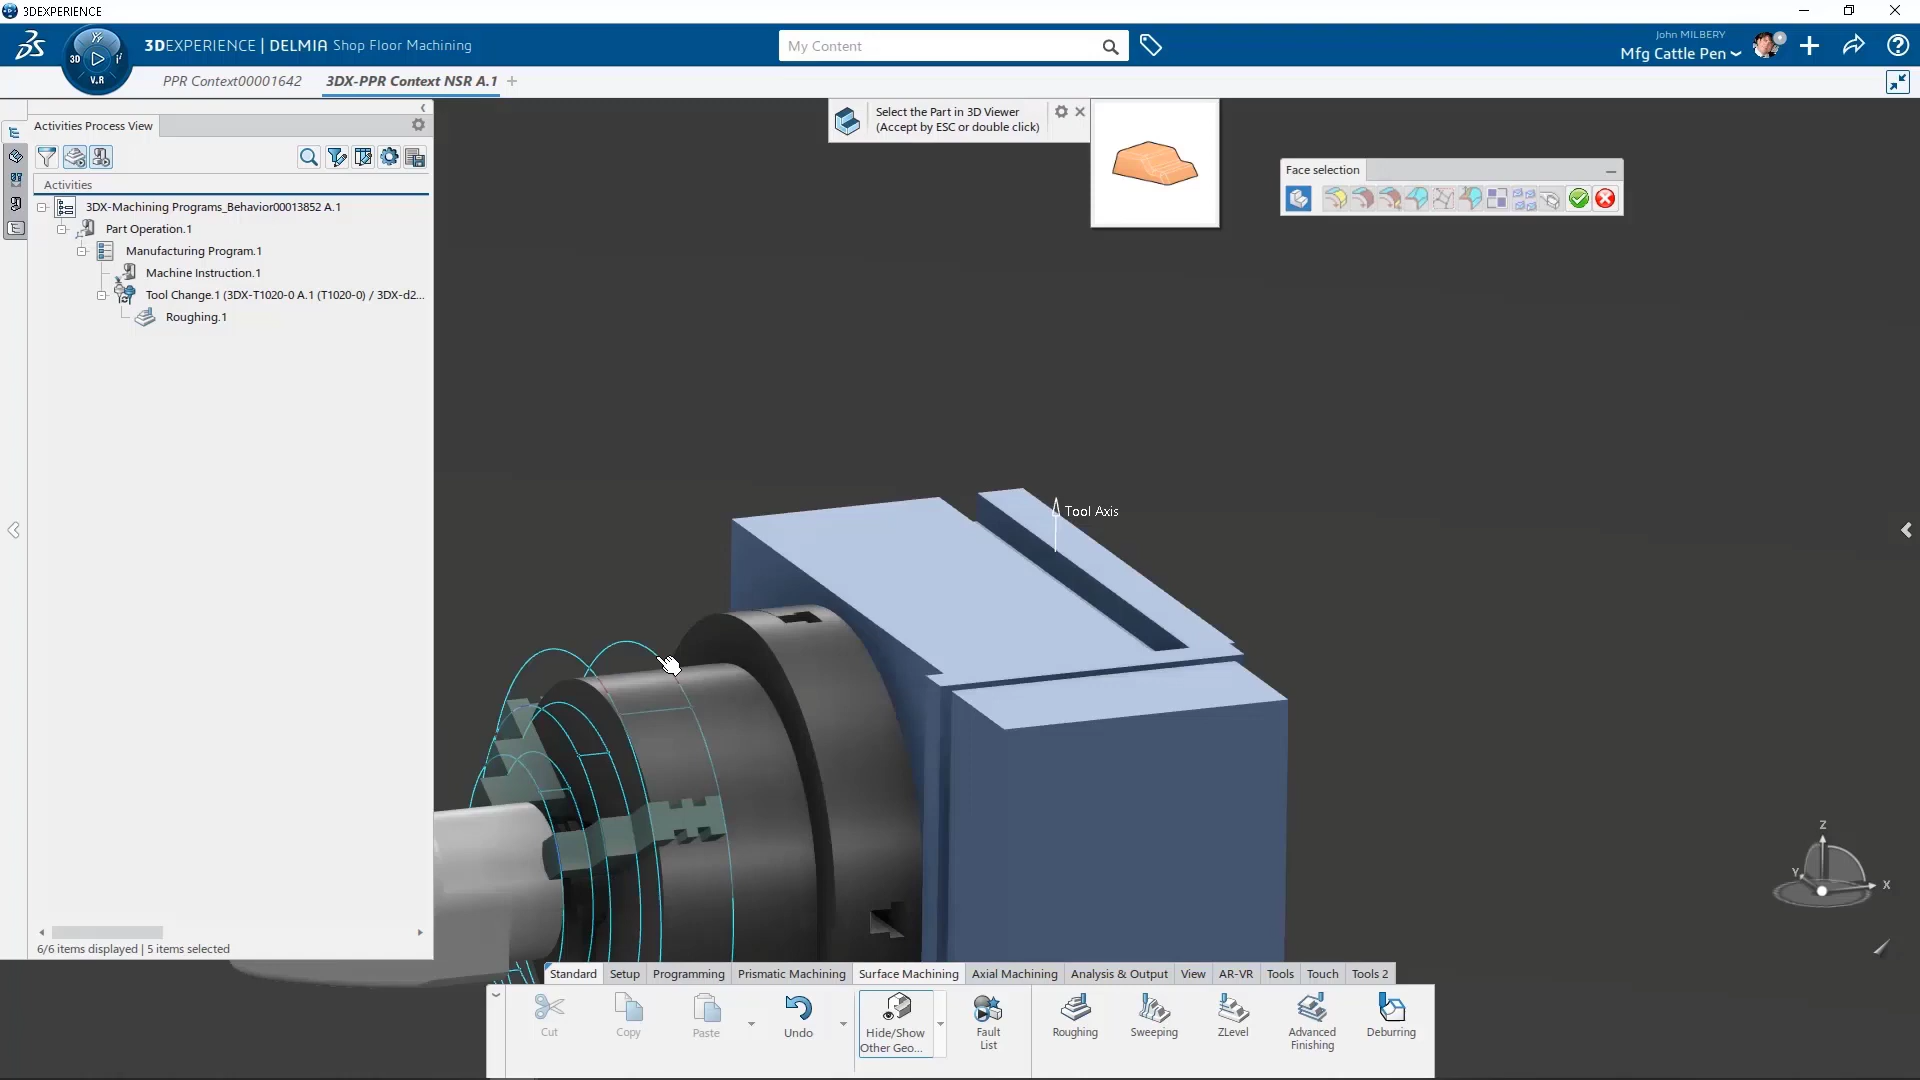 3DEXPERIENCE
3DEXPERIENCE | DELMIA Shop Floor Machining
3D
V.R
My Content
John MILBERY
Mfg Cattle Pen
PPR Context00001642
3DX-PPR Context NSR A.1
Activities Process View
Activities
3DX-Machining Programs_Behavior00013852 A.1
Part Operation.1
Manufacturing Program.1
Machine Instruction.1
Tool Change.1 (3DX-T1020-0 A.1 (T1020-0) / 3DX-d2...
Roughing.1
6/6 items displayed | 5 items selected
Select the Part in 3D Viewer
(Accept by ESC or double click)
Face selection
Tool Axis
Z
Y
X
Standard
Setup
Programming
Prismatic Machining
Surface Machining
Axial Machining
Analysis & Output
View
AR-VR
Tools
Touch
Tools 2
Cut
Copy
Paste
Undo
Hide/Show
Other Geo...
Fault
List
Roughing
Sweeping
ZLevel
Advanced
Finishing
Deburring